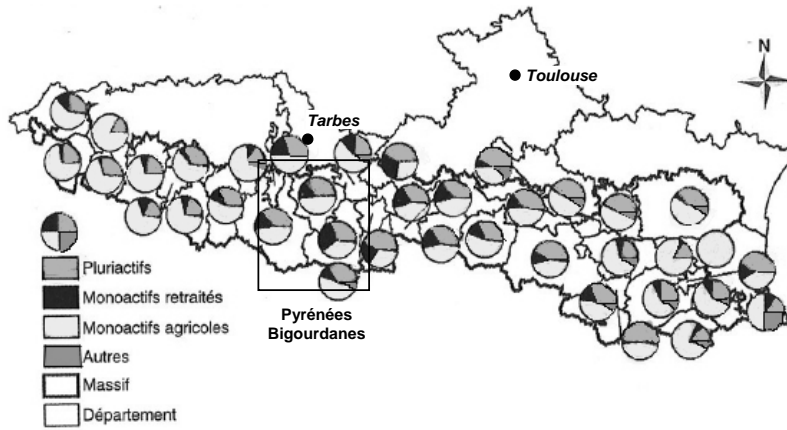 N
Toulouse
Tarbes
Pluriactifs
Monoactifs retraités
Monoactifs agricoles
Autres
Massif
Département
Pyrénées
Bigourdanes